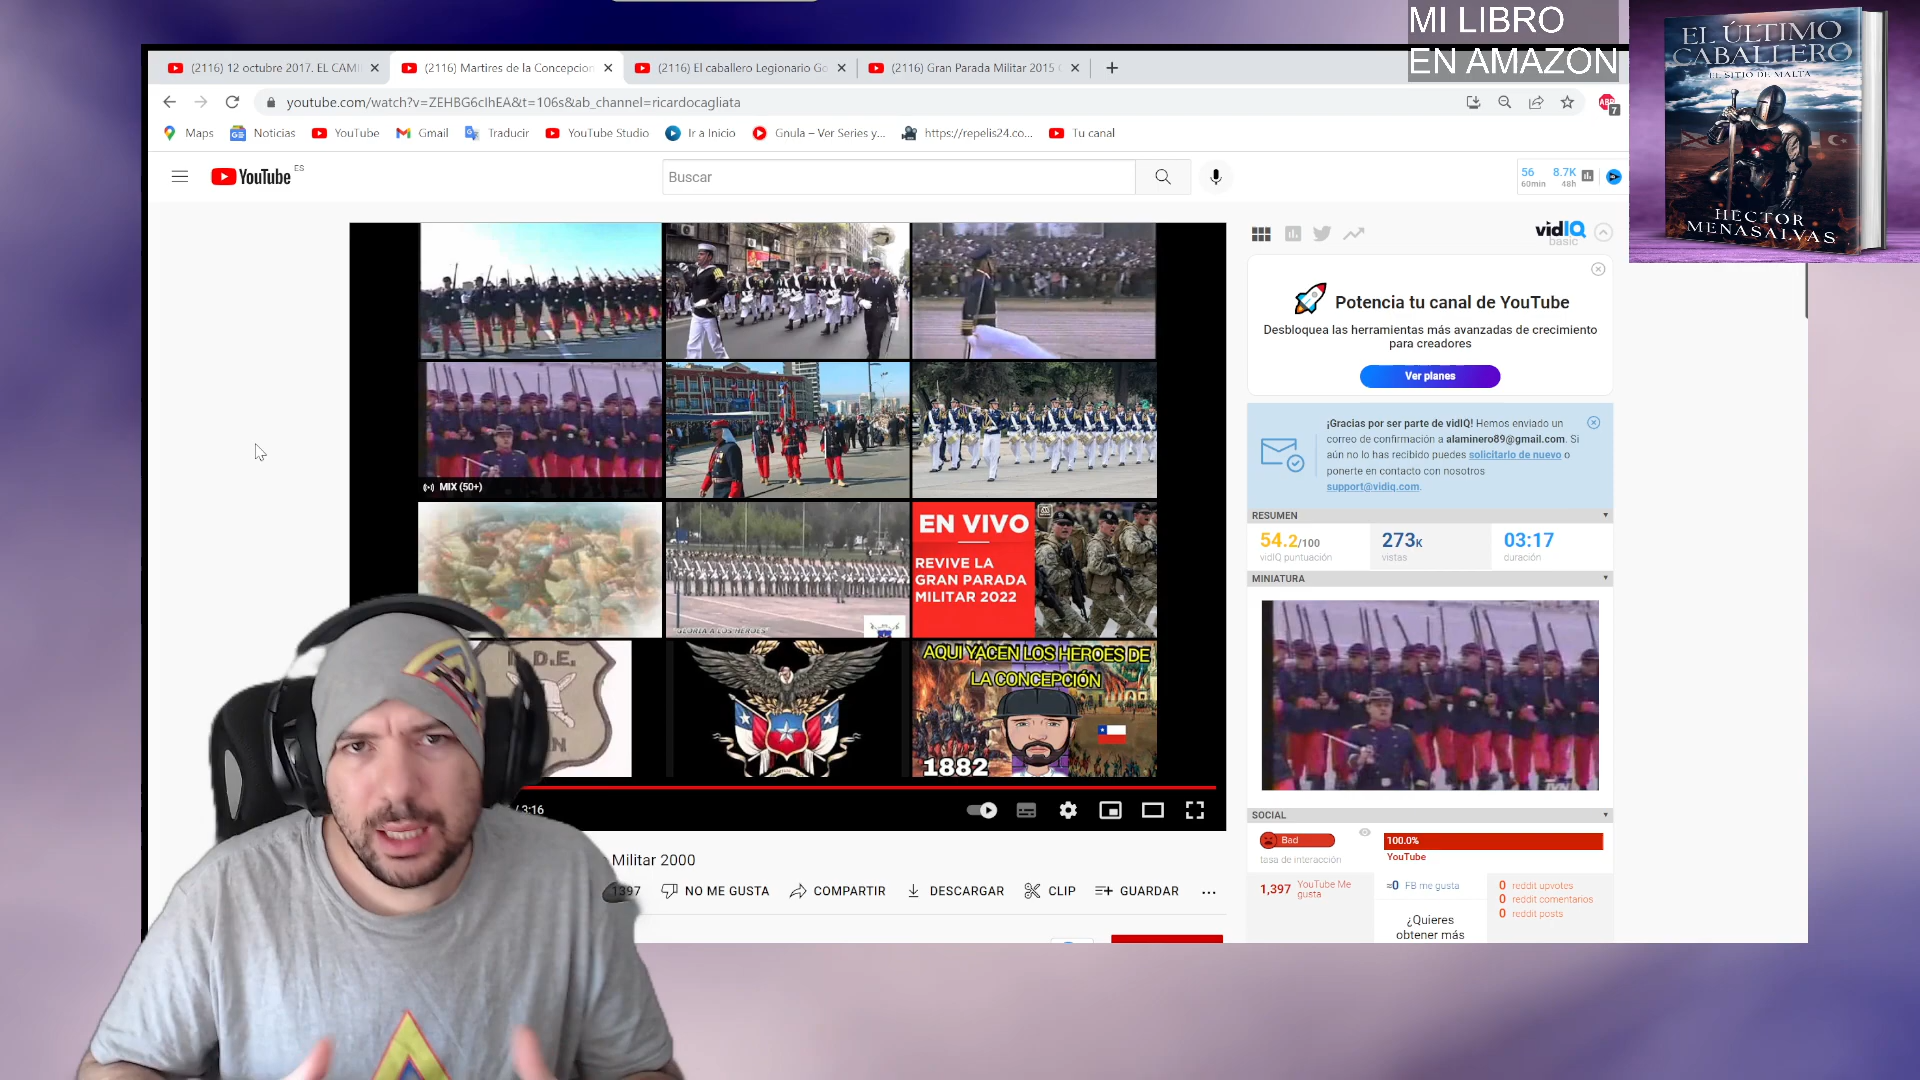 MI LIBRO
EN AMAZON
EL ÚLTIMO
CABALLERO
EL SITIO DE MALTA
HECTOR
MENASALVAS
(2116) 12 octubre 2017. EL CAMI
(2116) Martires de la Concepcion
(2116) El caballero Legionario Go
(2116) Gran Parada Militar 2015
youtube.com/watch?v=ZEHBG6cIhEA&t=106s&ab_channel=ricardocagliata
ABP
7
Maps
Noticias
YouTube
Gmail
Traducir
YouTube Studio
Ir a Inicio
Gnula – Ver Series y...
https://repelis24.co...
Tu canal
YouTube ES
Buscar
56
60min
8.7K
48h
vidIQ
basic
Potencia tu canal de YouTube
Desbloquea las herramientas más avanzadas de crecimiento
para creadores
Ver planes
¡Gracias por ser parte de vidIQ! Hemos enviado un
correo de confirmación a alaminero89@gmail.com. Si
aún no lo has recibido puedes solicitarlo de nuevo o
ponerte en contacto con nosotros
support@vidiq.com.
MIX (50+)
"GLORIA A LOS HEROES"
EN VIVO
REVIVE LA
GRAN PARADA
MILITAR 2022
D.E.
N
AQUI YACEN LOS HEROES DE
LA CONCEPCIÓN
1882
RESUMEN
54.2/100
vidIQ puntuación
273K
vistas
03:17
duración
MINIATURA
/ 3:16
SOCIAL
Bad
tasa de interacción
100.0%
YouTube
1,397 YouTube Me
gusta
≈0 FB me gusta
0 reddit upvotes
0 reddit comentarios
0 reddit posts
¿Quieres
obtener más
Militar 2000
1397
NO ME GUSTA
COMPARTIR
DESCARGAR
CLIP
GUARDAR
...